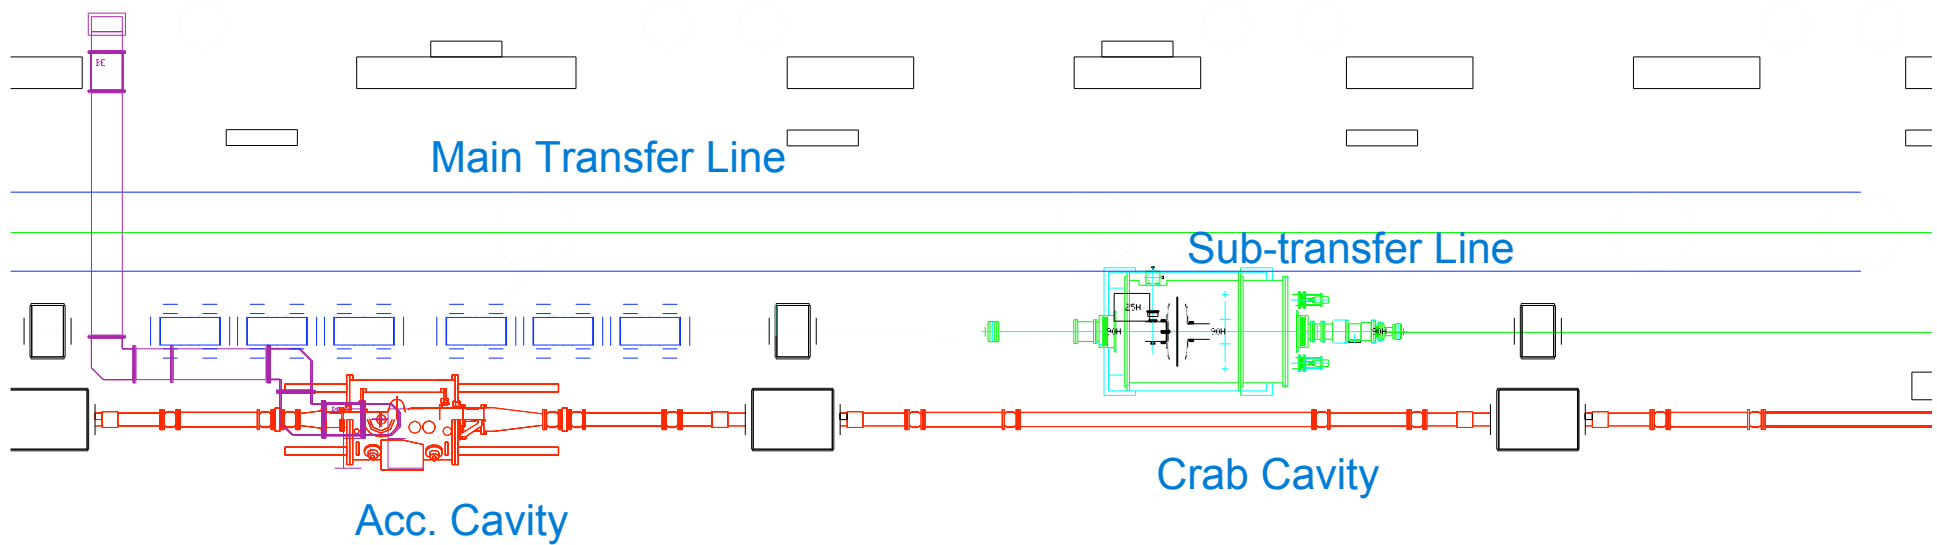 Main Transfer Line
Sub-transfer Line
Crab Cavity
Acc. Cavity